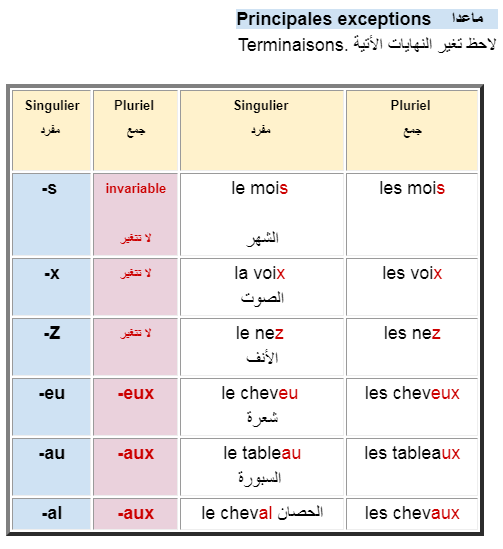 Principales exceptions ماعدا
Terminaisons. لاحظ تغير النهايات الأتية
Singulier Pluriel Singulier Pluriel
مفرد جمع مفرد جمع
-s invariable le mois les mois
لا تتغير الشهر
-x لا تتغير la voix les voix
الصوت
-Z لا تتغير le nez les nez
الأنف
-eu -eux le cheveu les cheveux
شعرة
-au -aux le tableau les tableaux
السبورة
-al -aux le cheval الحصان les chevaux